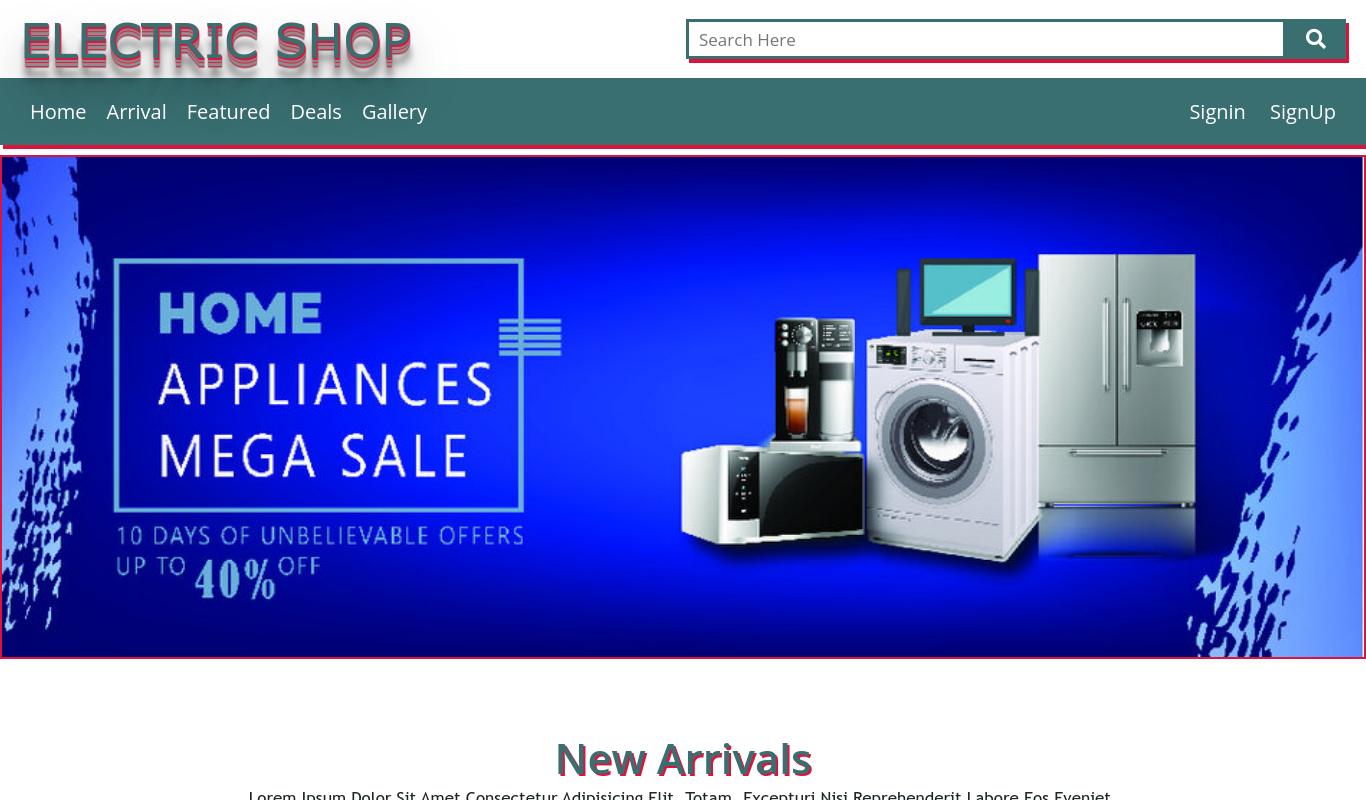 ELECTRIC SHOP
Search Here
Home Arrival Featured Deals Gallery
Signin SignUp
HOME
APPLIANCES
MEGA SALE
10 DAYS OF UNBELIEVABLE OFFERS
UP TO 40% OFF
New Arrivals
Lorem Ipsum Dolor Sit Amet Consectetur Adipisicing Elit. Totam, Excepturi Nisi Reprehenderit Labore Eos Eveniet